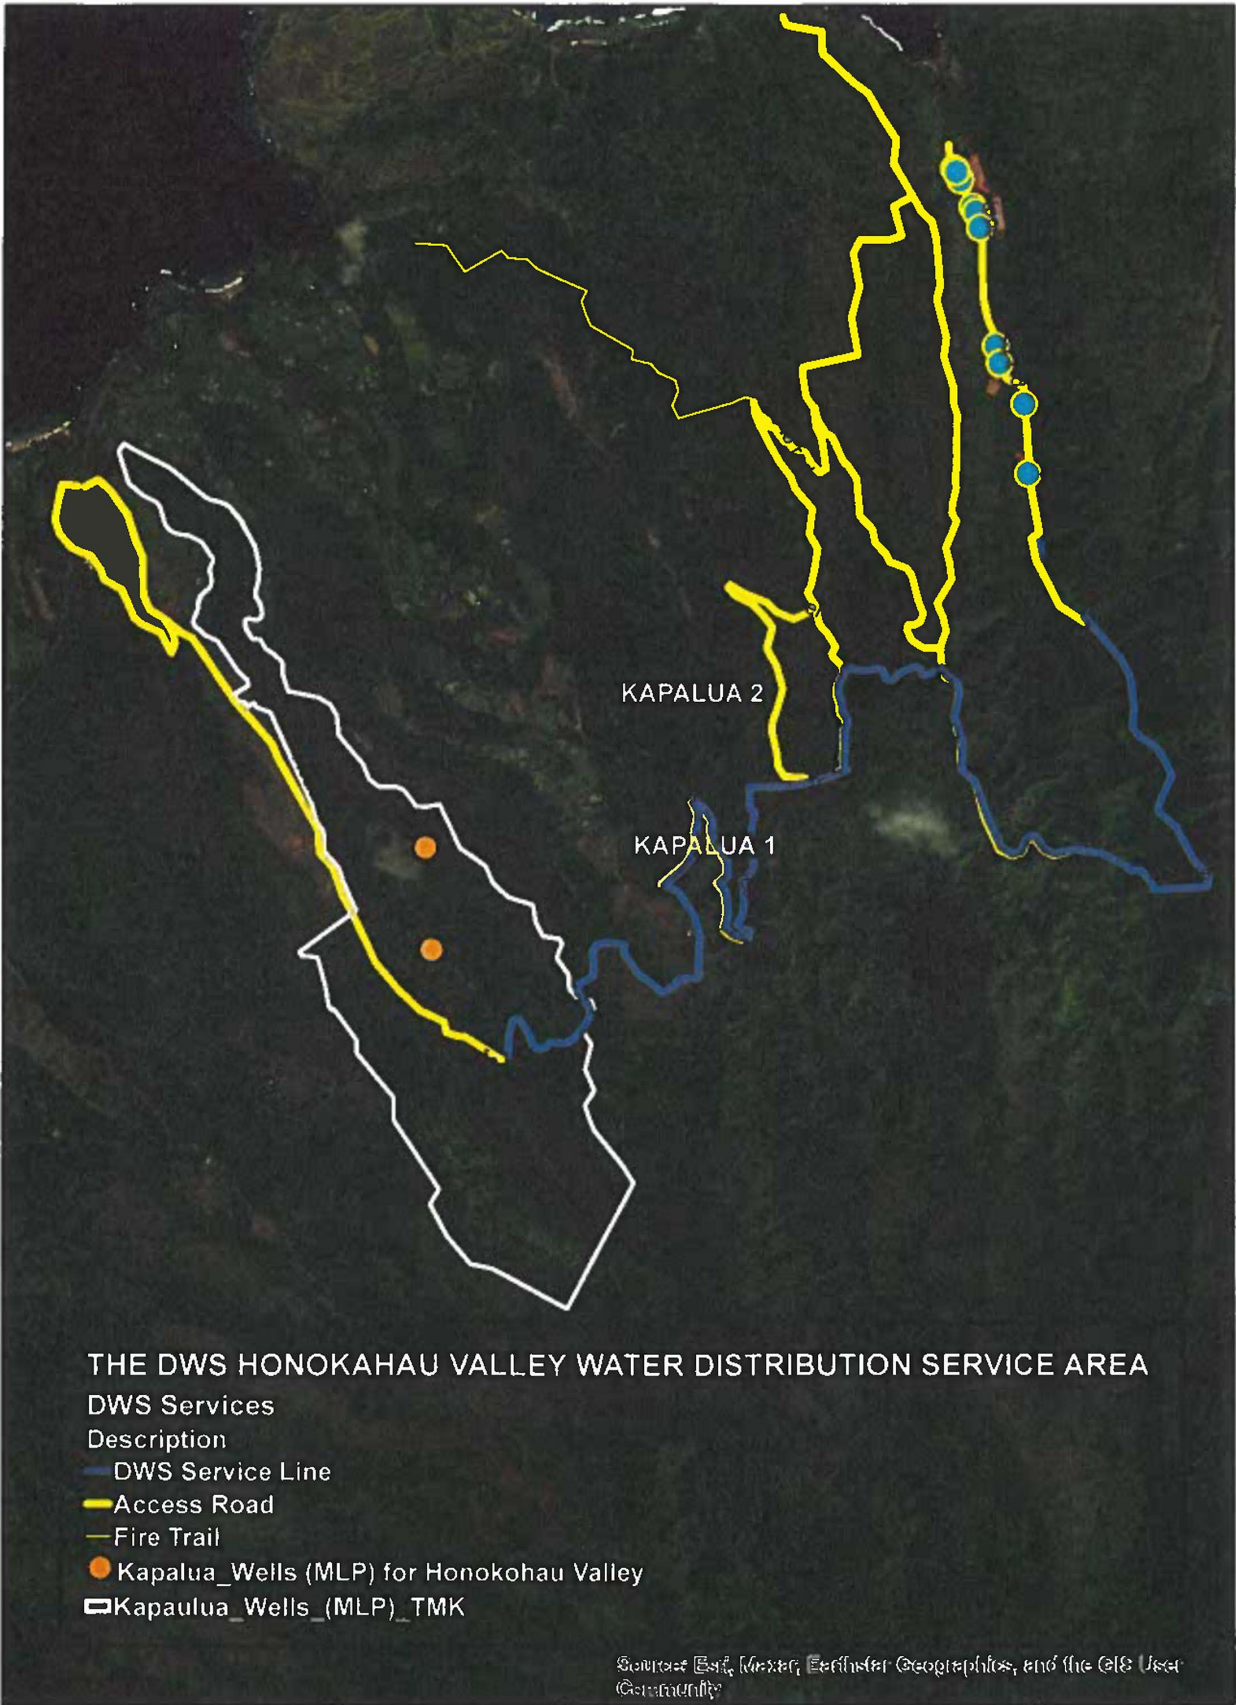 KAPALUA 2
KAPALUA 1
THE DWS HONOKAHAU VALLEY WATER DISTRIBUTION SERVICE AREA
DWS Services
Description
DWS Service Line
Access Road
Fire Trail
Kapalua_Wells (MLP) for Honokohau Valley
Kapaulua_Wells_(MLP)_TMK
Source: Esri, Maxar, Earthstar Geographics, and the GIS User
Community